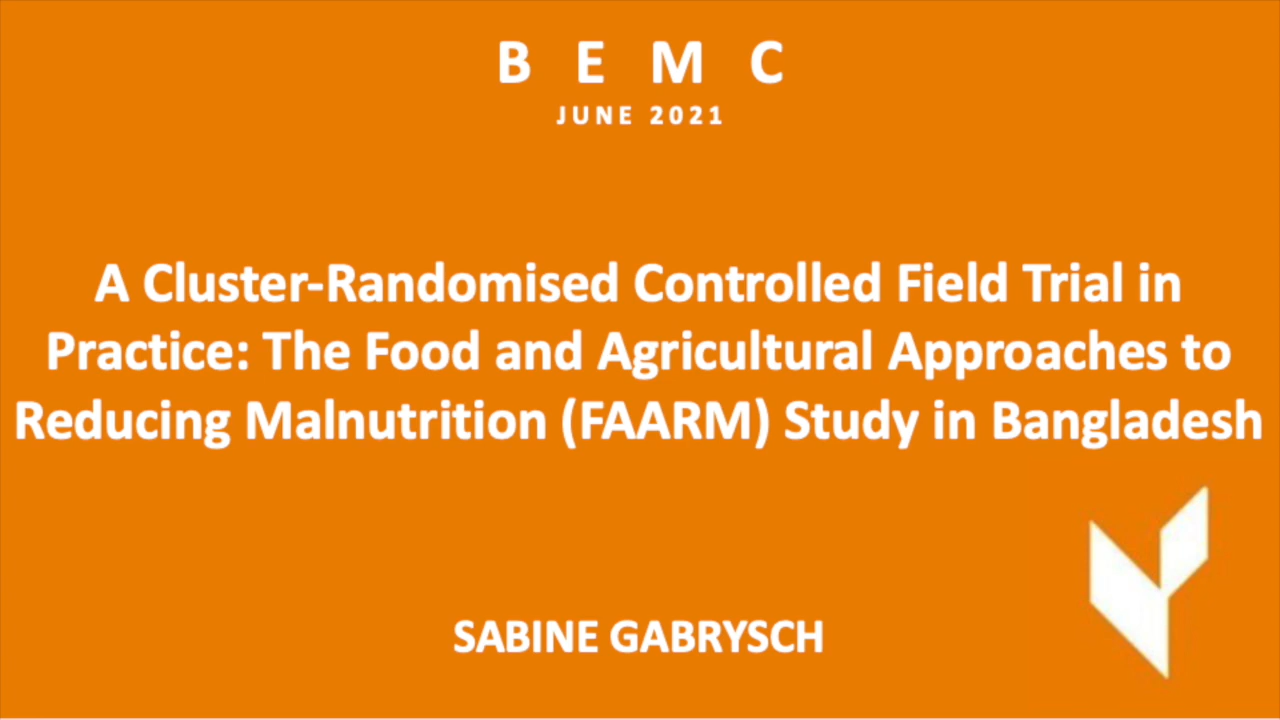 B E M C
JUNE 2021
A Cluster-Randomised Controlled Field Trial in
Practice: The Food and Agricultural Approaches to
Reducing Malnutrition (FAARM) Study in Bangladesh
SABINE GABRYSCH